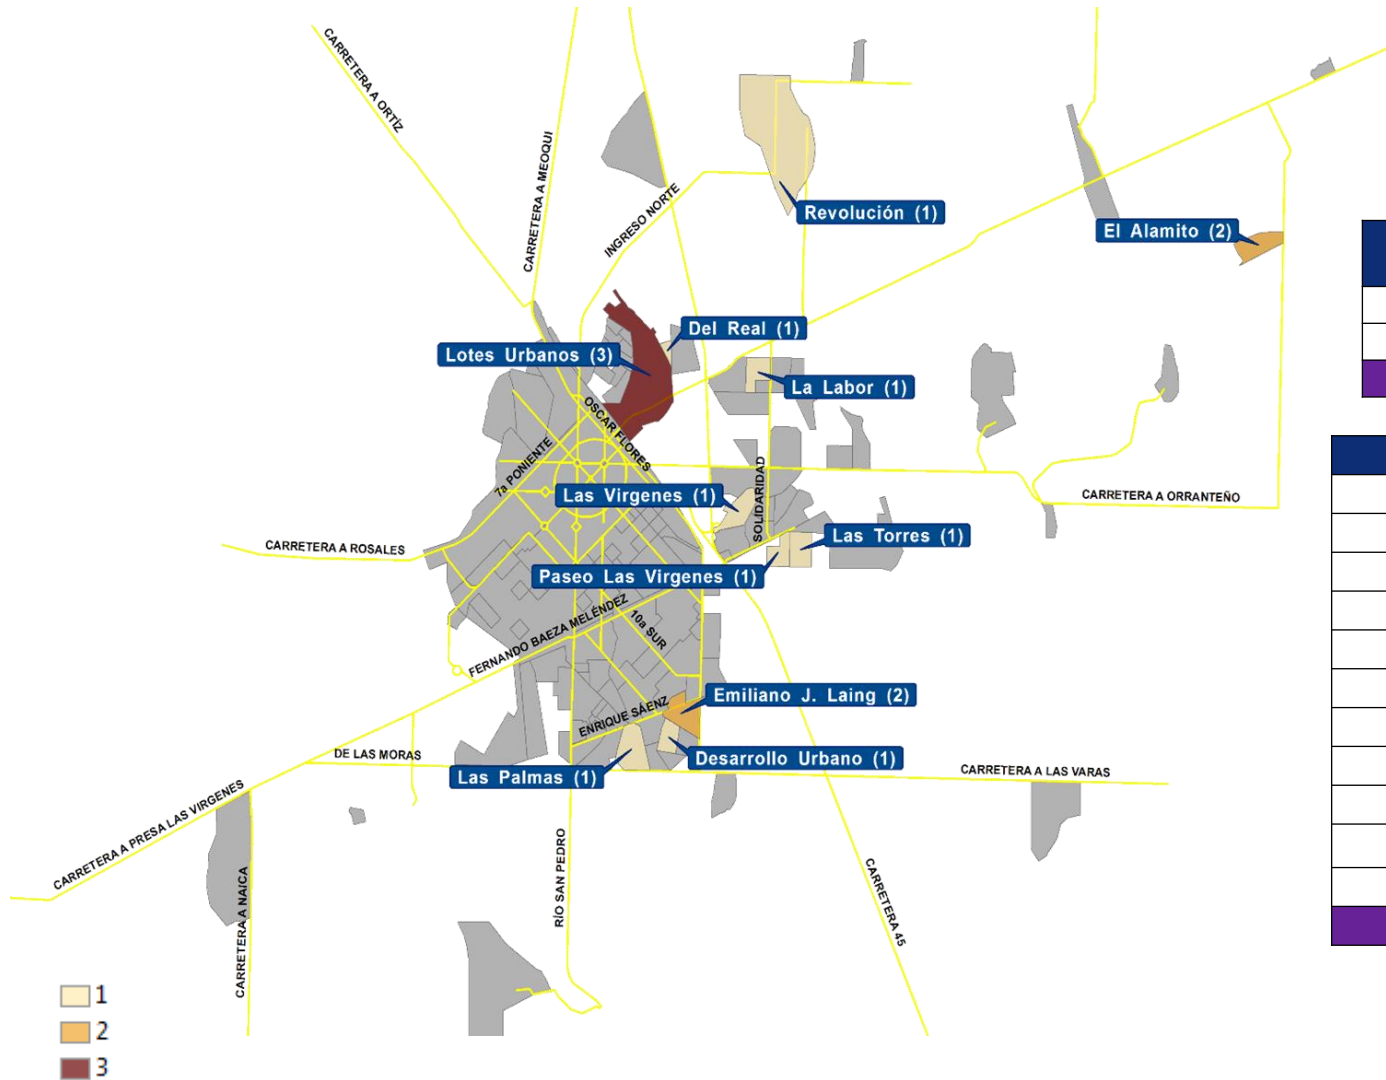 CARRETERA A ORTÍZ
CARRETERA A MEOQUI
INGRESO NORTE
Revolución (1)
El Alamito (2)
Del Real (1)
Lotes Urbanos (3)
La Labor (1)
OSCAR FLORES
7a PONIENTE
Las Virgenes (1)
SOLIDARIDAD
CARRETERA A ORRANTEÑO
Las Torres (1)
CARRETERA A ROSALES
Paseo Las Virgenes (1)
FERNANDO BAEZA MELÉNDEZ
10a SUR
Emiliano J. Laing (2)
ENRIQUE SÁENZ
DE LAS MORAS
Desarrollo Urbano (1)
Las Palmas (1)
CARRETERA A LAS VARAS
CARRETERA A PRESA LAS VIRGENES
RÍO SAN PEDRO
CARRETERA A NAICA
CARRETERA 45
1
2
3